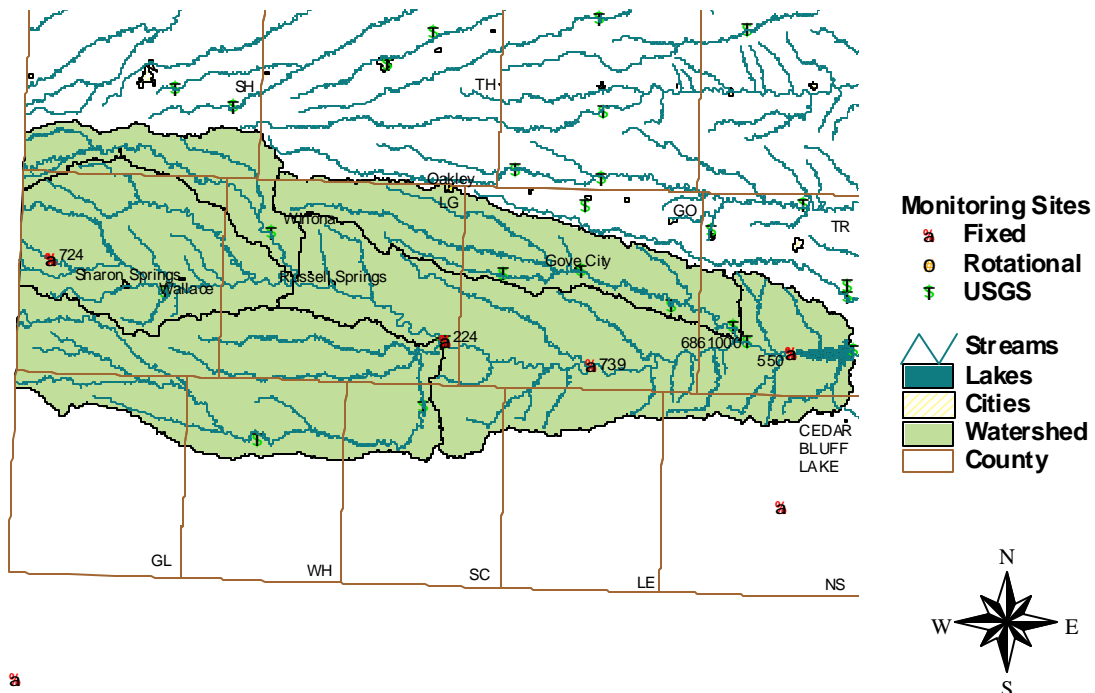 SH
TH
Oakley
LG
GO
TR
Winona
724
Sharon Springs
Wallace
Russell Springs
Gove City
224
739
6861000
550
CEDAR
BLUFF
LAKE
GL
WH
SC
LE
NS
Monitoring Sites
Fixed
Rotational
USGS
Streams
Lakes
Cities
Watershed
County
N
W
E
S